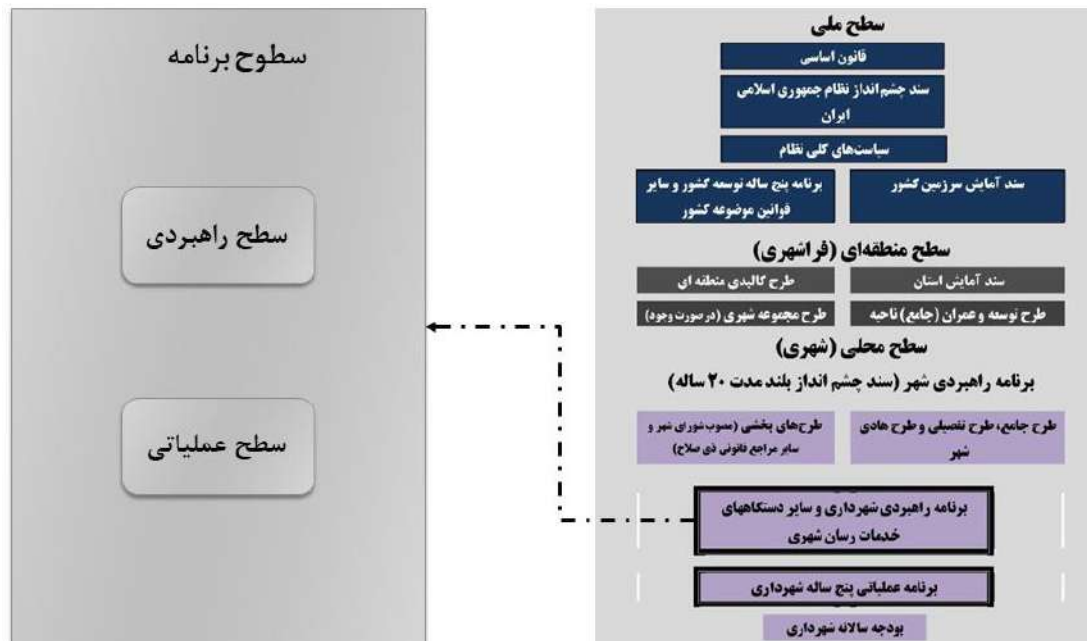 سطح ملی
قانون اساسی
سند چشم انداز نظام جمهوری اسلامی
ایران
سیاست‌های کلی نظام
سند آمایش سرزمین کشور
برنامه پنج ساله توسعه کشور و سایر
قوانین موضوعه کشور
سطح منطقه‌ای (فراشهری)
سند آمایش استان
طرح کالبدی منطقه ای
طرح توسعه و عمران (جامع) ناحیه
طرح مجموعه شهری (در صورت وجود)
سطح محلی (شهری)
برنامه راهبردی شهر (سند چشم انداز بلند مدت ۲۰ ساله)
طرح جامع، طرح تفصیلی و طرح هادی
شهر
طرح‌های بخشی (مصوب شورای شهر و
سایر مراجع قانونی ذی صلاح)
برنامه راهبردی شهرداری و سایر دستگاههای
خدمات رسان شهری
برنامه عملیاتی پنج ساله شهرداری
بودجه سالانه شهرداری
سطوح برنامه
سطح راهبردی
سطح عملیاتی